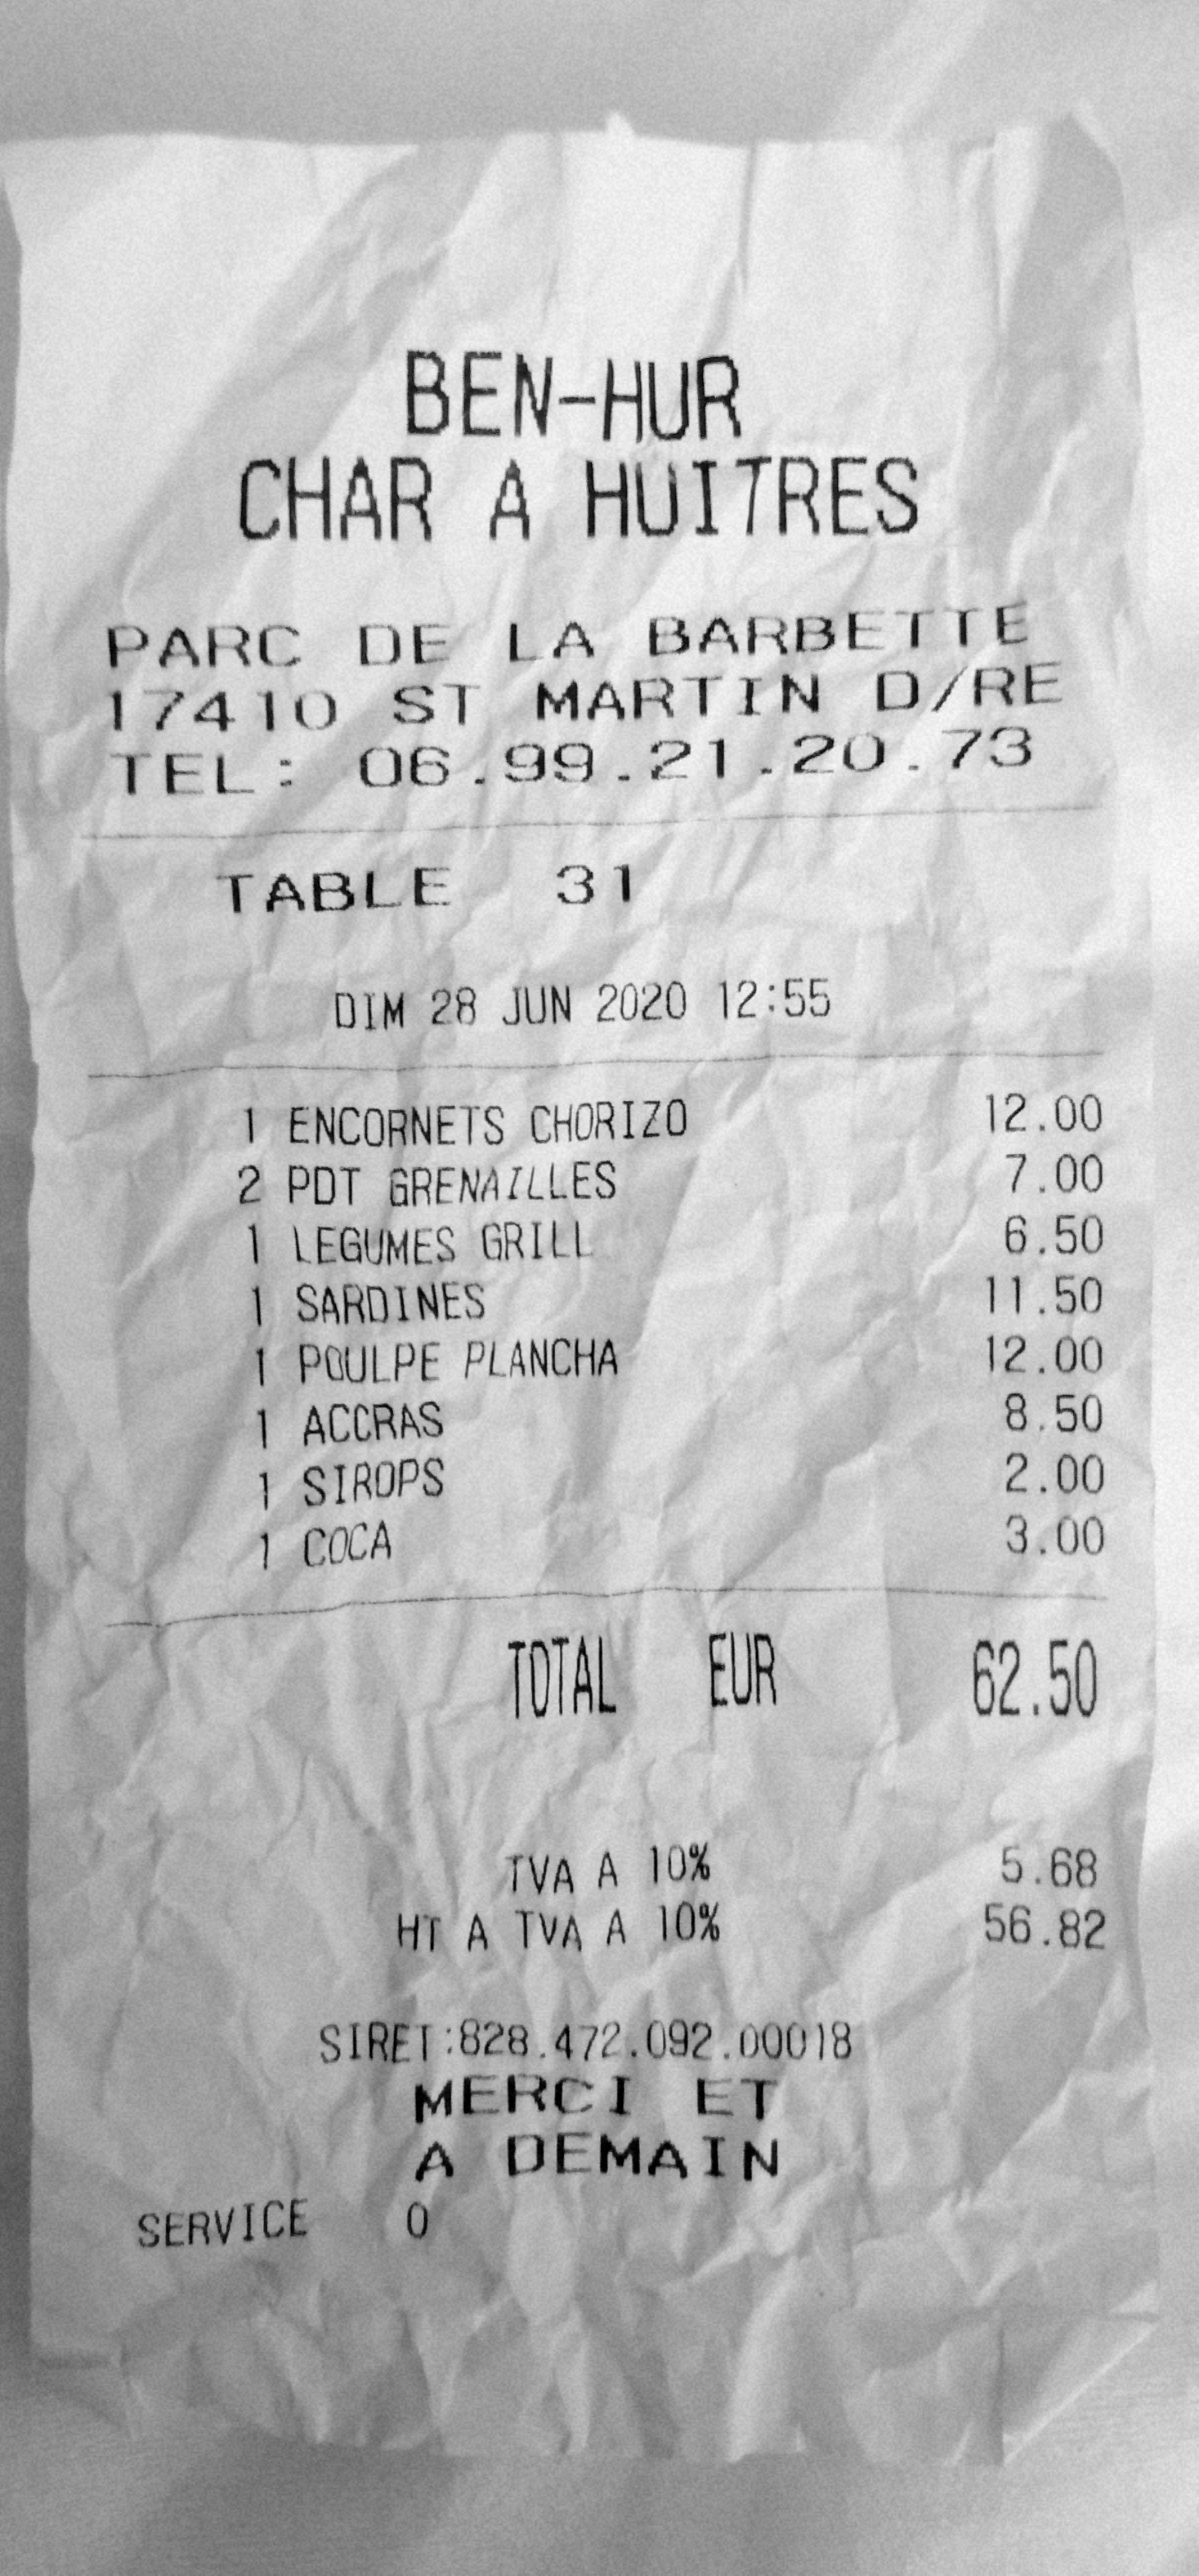 BEN-HUR
CHAR A HUITRES
PARC DE LA BARBETTE
17410 ST MARTIN D/RE
TEL: 06.99.21.20.73
TABLE 31
DIM 28 JUN 2020 12:55
1 ENCORNETS CHORIZO 12.00
2 PDT GRENAILLES 7.00
1 LEGUMES GRILL 6.50
1 SARDINES 11.50
1 POULPE PLANCHA 12.00
1 ACCRAS 8.50
1 SIROPS 2.00
1 COCA 3.00
TOTAL EUR 62.50
TVA A 10% 5.68
HT A TVA A 10% 56.82
SIRET:828.472.092.00018
MERCI ET
A DEMAIN
SERVICE 0